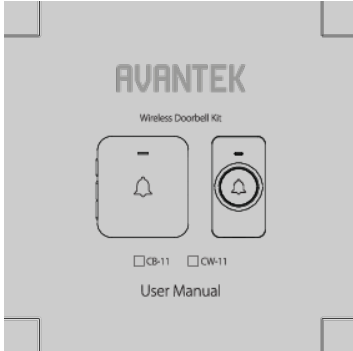 AVANTEK
Wireless Doorbell Kit
CB-11 CW-11
User Manual